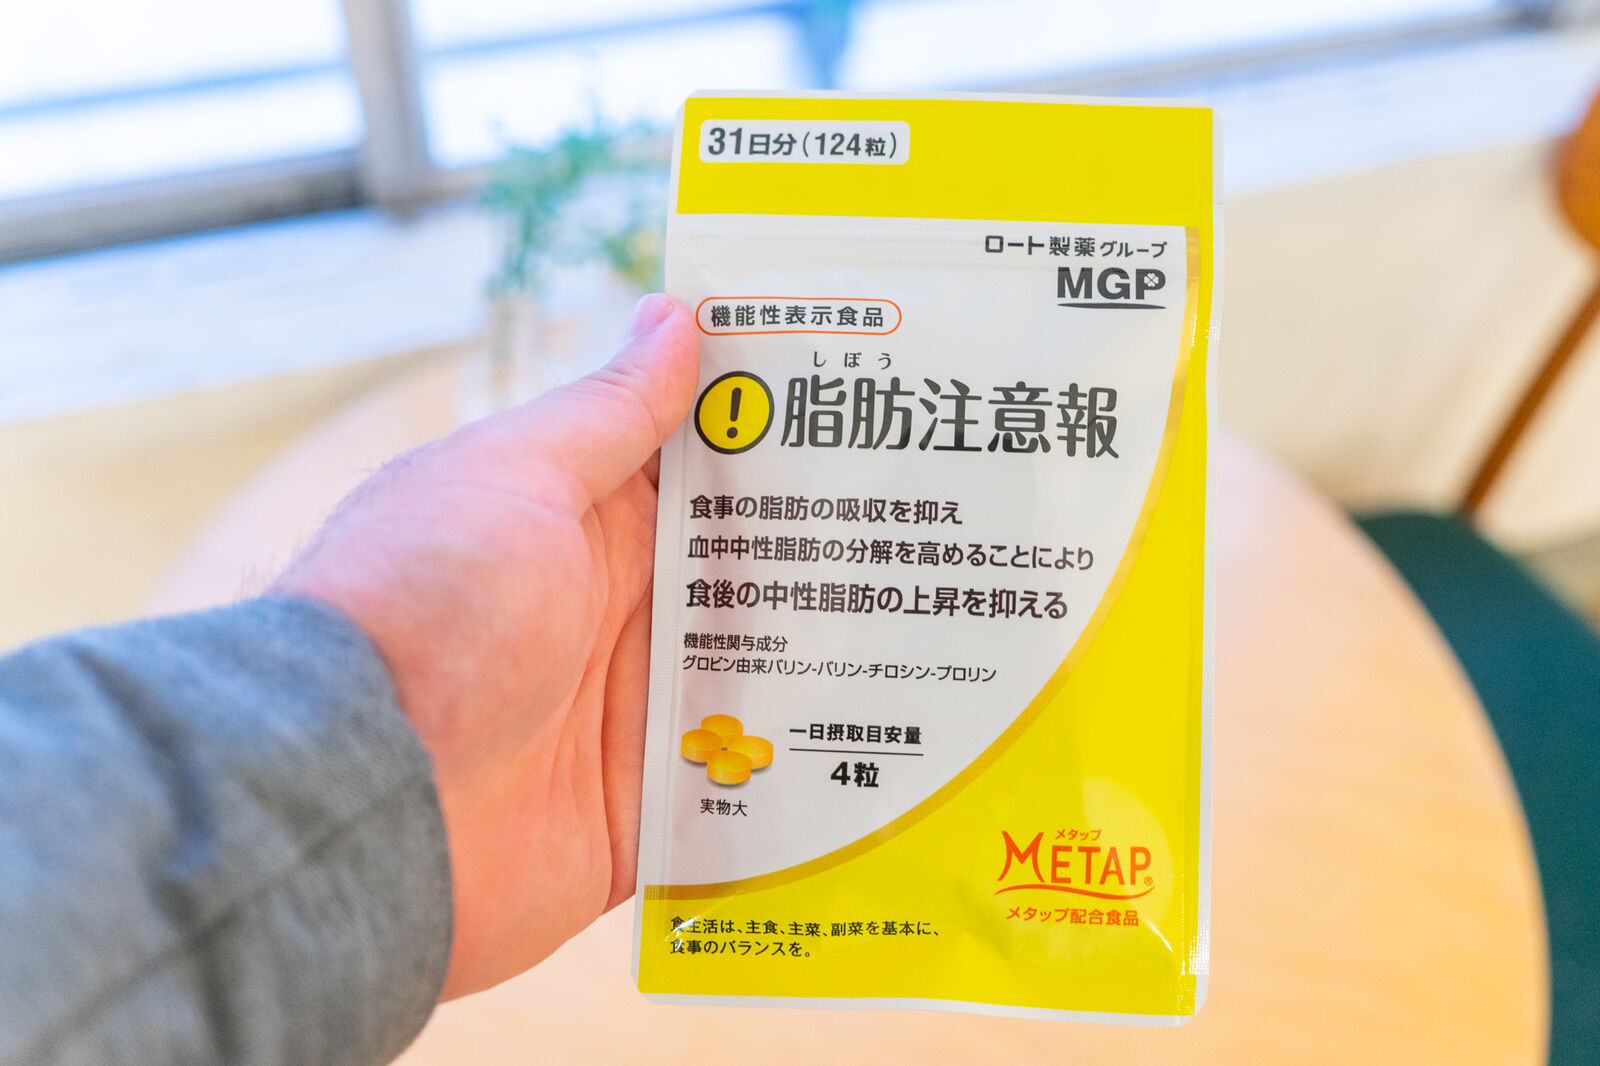 31日分(124粒)
ロート製薬グループ
MGP
機能性表示食品
しぼう
!脂肪注意報
食事の脂肪の吸収を抑え
血中中性脂肪の分解を高めることにより
食後の中性脂肪の上昇を抑える
機能性関与成分
グロビン由来バリン-バリン-チロシン-プロリン
一日摂取目安量
4粒
実物大
メタップ
METAP®
メタップ配合食品
食生活は、主食、主菜、副菜を基本に、
食事のバランスを。